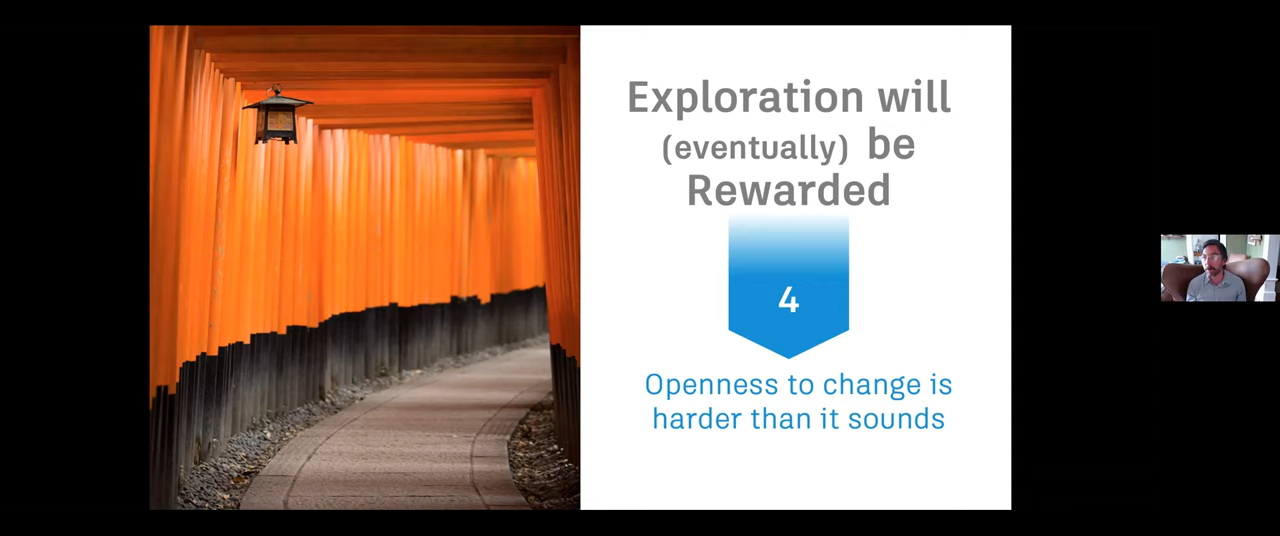 Exploration will
(eventually) be
Rewarded
4
Openness to change is
harder than it sounds